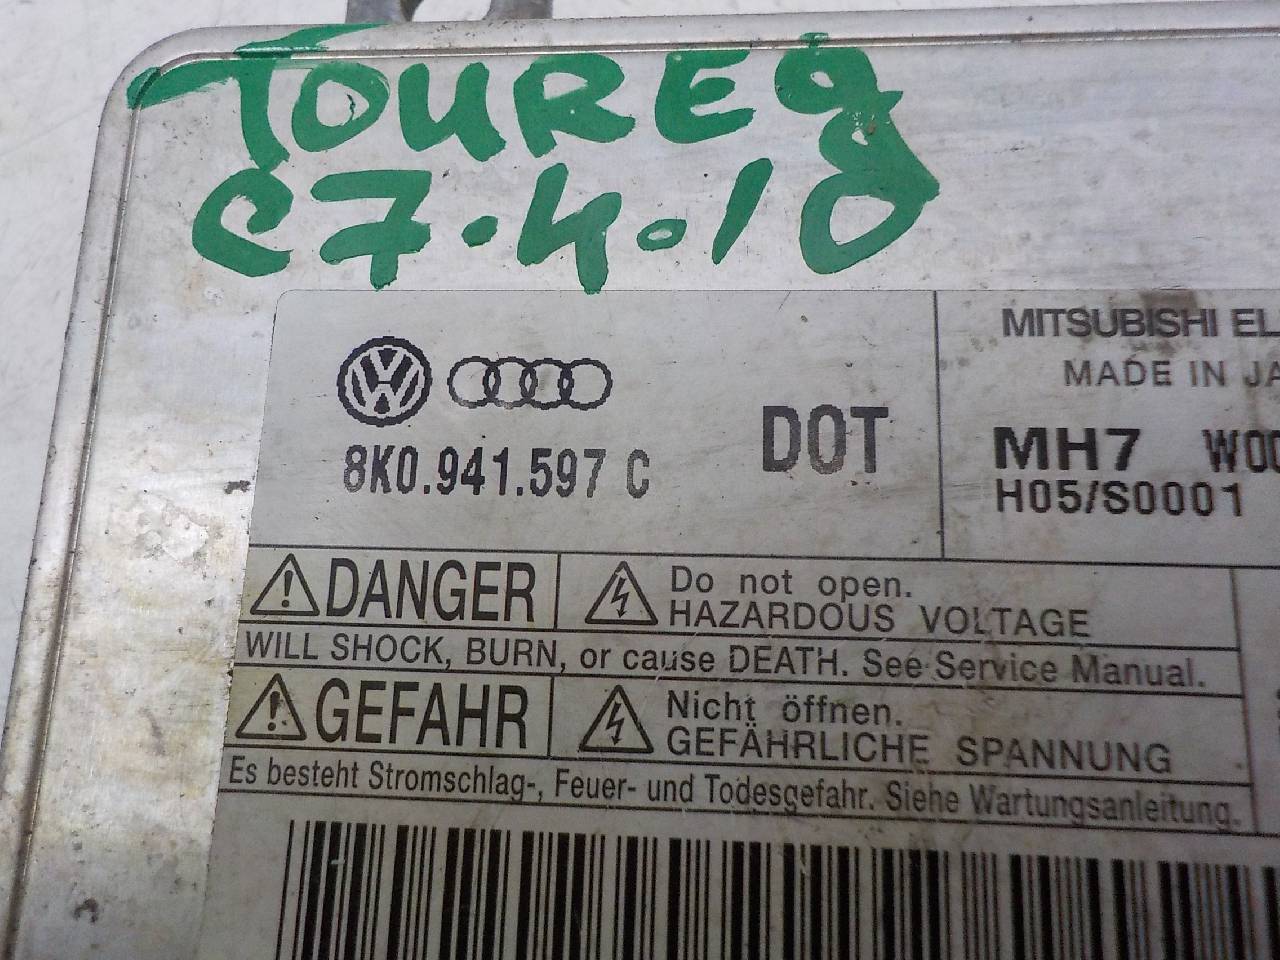 TOUREG
C7.4.10
8K0.941.597 C
DOT
MITSUBISHI EL
MADE IN JA
MH7 W00
H05/S0001
DANGER
Do not open.
HAZARDOUS VOLTAGE
WILL SHOCK, BURN, or cause DEATH. See Service Manual.
GEFAHR
Nicht öffnen.
GEFÄHRLICHE SPANNUNG
Es besteht Stromschlag-, Feuer- und Todesgefahr. Siehe Wartungsanleitung.